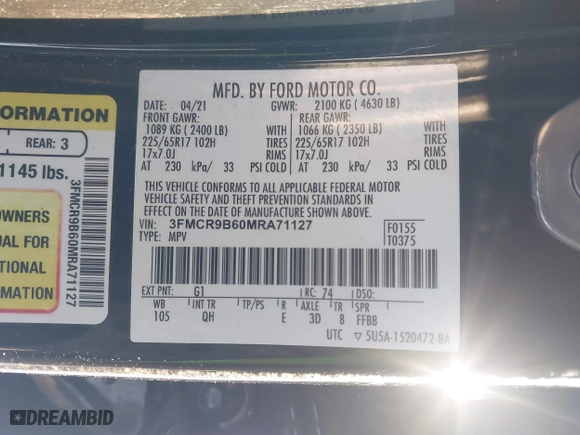 ORMATION
REAR: 3
1145 lbs.
OWNERS
UAL FOR
TIONAL
RMATION
3FMCR9B60MRA71127
MFD. BY FORD MOTOR CO.
DATE: 04/21 GVWR: 2100 KG ( 4630 LB)
FRONT GAWR: REAR GAWR:
1089 KG ( 2400 LB) WITH 1066 KG ( 2350 LB) WITH
225/65R17 102H TIRES 225/65R17 102H TIRES
17x7.0J RIMS 17x7.0J RIMS
AT 230 kPa/ 33 PSI COLD AT 230 kPa/ 33 PSI COLD
THIS VEHICLE CONFORMS TO ALL APPLICABLE FEDERAL MOTOR
VEHICLE SAFETY AND THEFT PREVENTION STANDARDS IN EFFECT
ON THE DATE OF MANUFACTURE SHOWN ABOVE.
VIN: 3FMCR9B60MRA71127 F0155
TYPE: MPV T0375
EXT PNT: G1 RC: 74 DSO:
WB INT TR TP/PS R AXLE TR SPR
105 QH E 3D 8 FFBB
UTC ▽ 5U5A-1520472-BA
DREAMBID